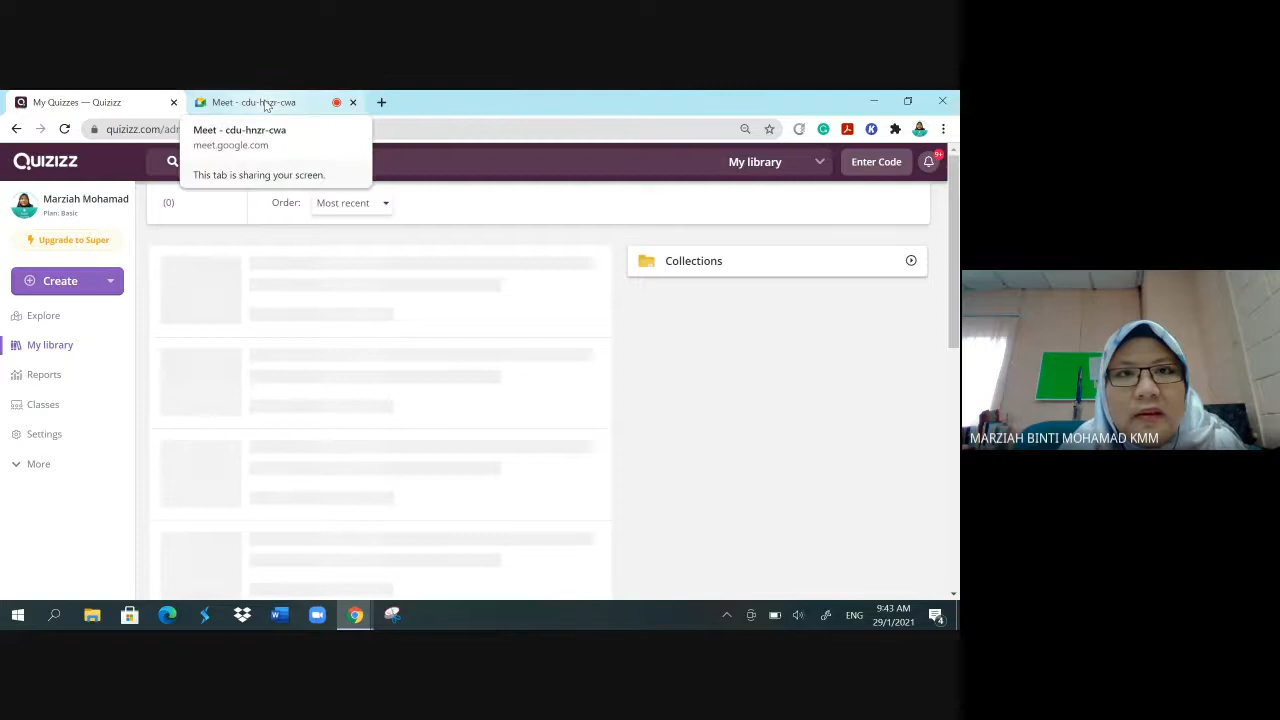 My Quizzes — Quizizz
Meet - cdu-hnzr-cwa
quizizz.com/adr
Meet - cdu-hnzr-cwa
meet.google.com
This tab is sharing your screen.
Quizizz
My library
Enter Code
9+
Marziah Mohamad
Plan: Basic
Upgrade to Super
(0)
Order:
Most recent
Create
Collections
Explore
My library
Reports
Classes
Settings
More
MARZIAH BINTI MOHAMAD KMM
ENG
9:43 AM
29/1/2021
4